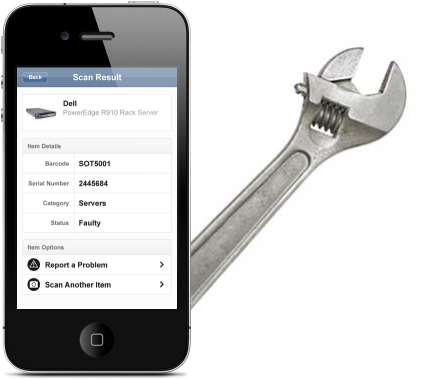 Back
Scan Result
Dell
PowerEdge R910 Rack Server
Item Details
Barcode SOT5001
Serial Number 2445684
Category Servers
Status Faulty
Item Options
Report a Problem
Scan Another Item